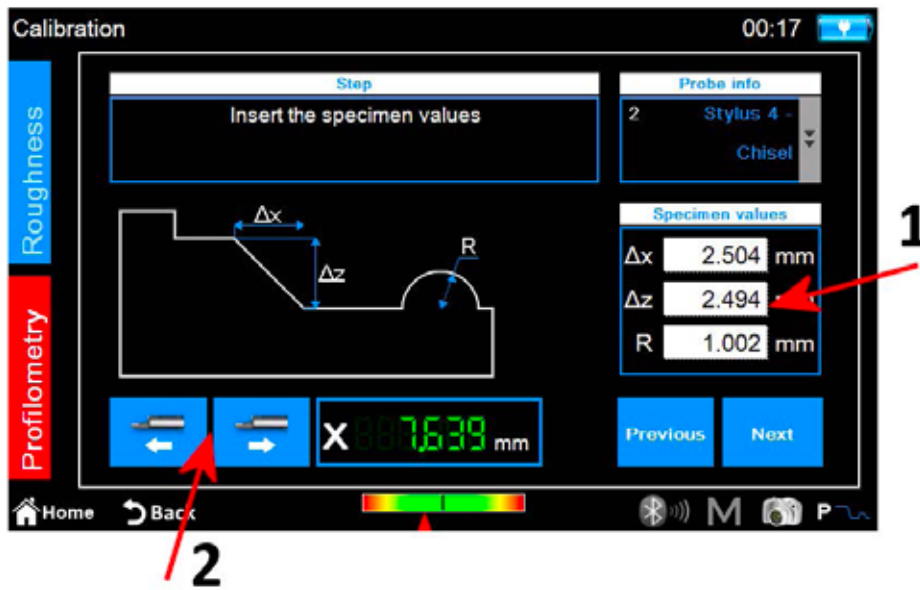 Calibration 00:17
Roughness
Profilometry
Step
Insert the specimen values
Probe info
2 Stylus 4 -
Chisel
Δx
Δz
R
Specimen values
Δx 2.504 mm
Δz 2.494 mm
R 1.002 mm
1
X 7,639 mm
Previous Next
Home Back M P
2